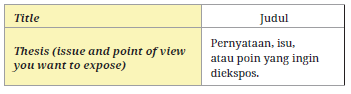 Title
Judul
Thesis (issue and point of view
you want to expose)
Pernyataan, isu,
atau poin yang ingin
diekspos.